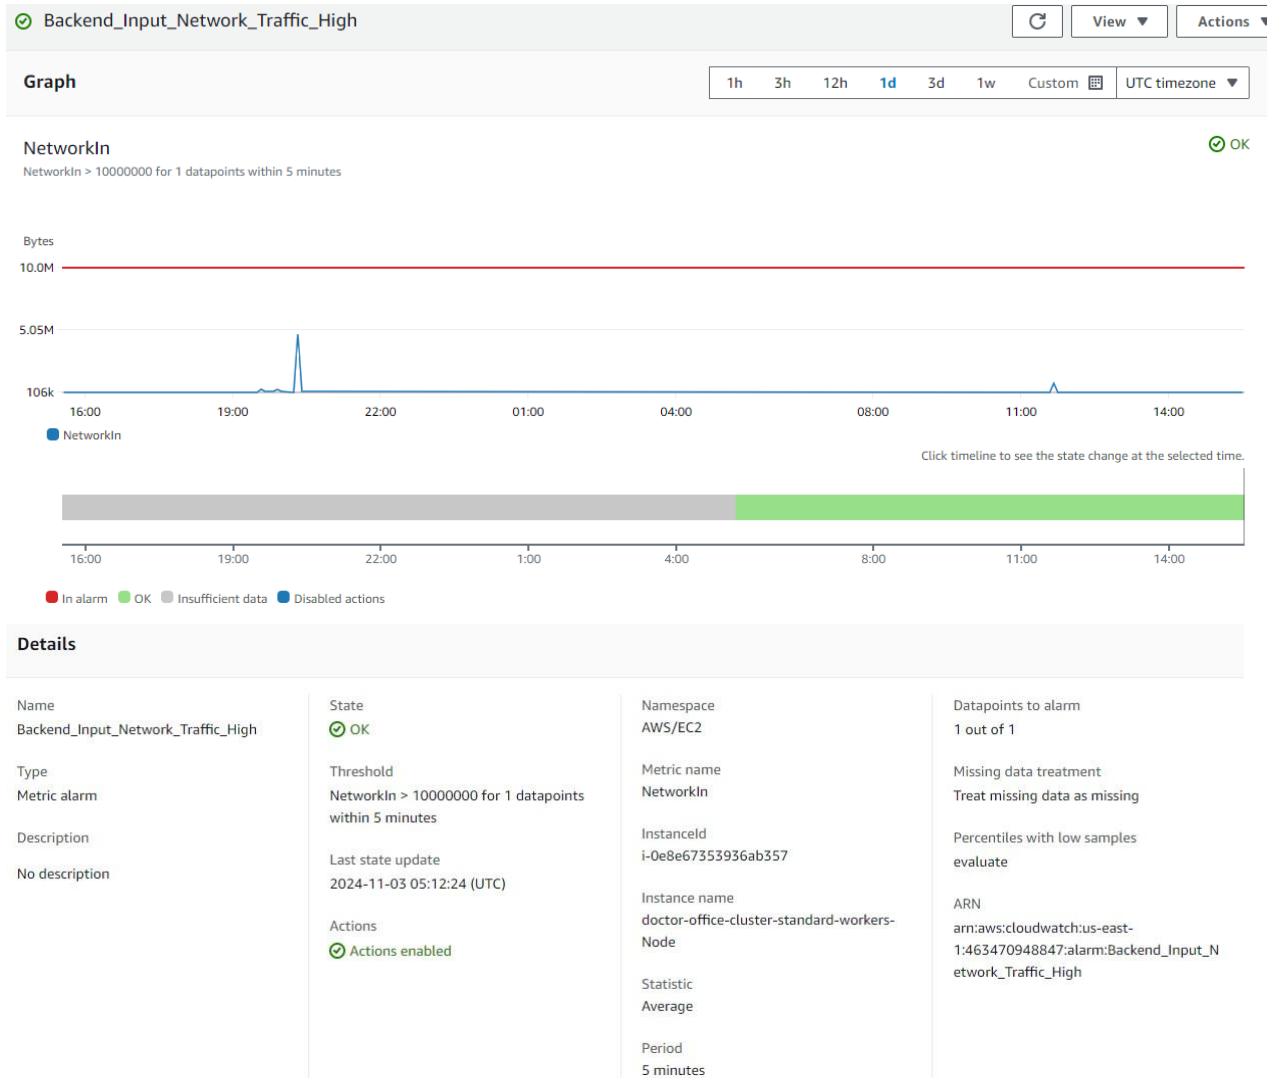 Backend_Input_Network_Traffic_High
View
Actions
Graph
1h 3h 12h 1d 3d 1w Custom UTC timezone
NetworkIn
OK
NetworkIn > 10000000 for 1 datapoints within 5 minutes
Bytes
10.0M
5.05M
106k
16:00 19:00 22:00 01:00 04:00 08:00 11:00 14:00
NetworkIn
Click timeline to see the state change at the selected time.
16:00 19:00 22:00 1:00 4:00 8:00 11:00 14:00
In alarm OK Insufficient data Disabled actions
Details
Name
Backend_Input_Network_Traffic_High
Type
Metric alarm
Description
No description
State
OK
Threshold
NetworkIn > 10000000 for 1 datapoints
within 5 minutes
Last state update
2024-11-03 05:12:24 (UTC)
Actions
Actions enabled
Namespace
AWS/EC2
Metric name
NetworkIn
InstanceId
i-0e8e67353936ab357
Instance name
doctor-office-cluster-standard-workers-
Node
Statistic
Average
Period
5 minutes
Datapoints to alarm
1 out of 1
Missing data treatment
Treat missing data as missing
Percentiles with low samples
evaluate
ARN
arn:aws:cloudwatch:us-east-
1:463470948847:alarm:Backend_Input_N
etwork_Traffic_High